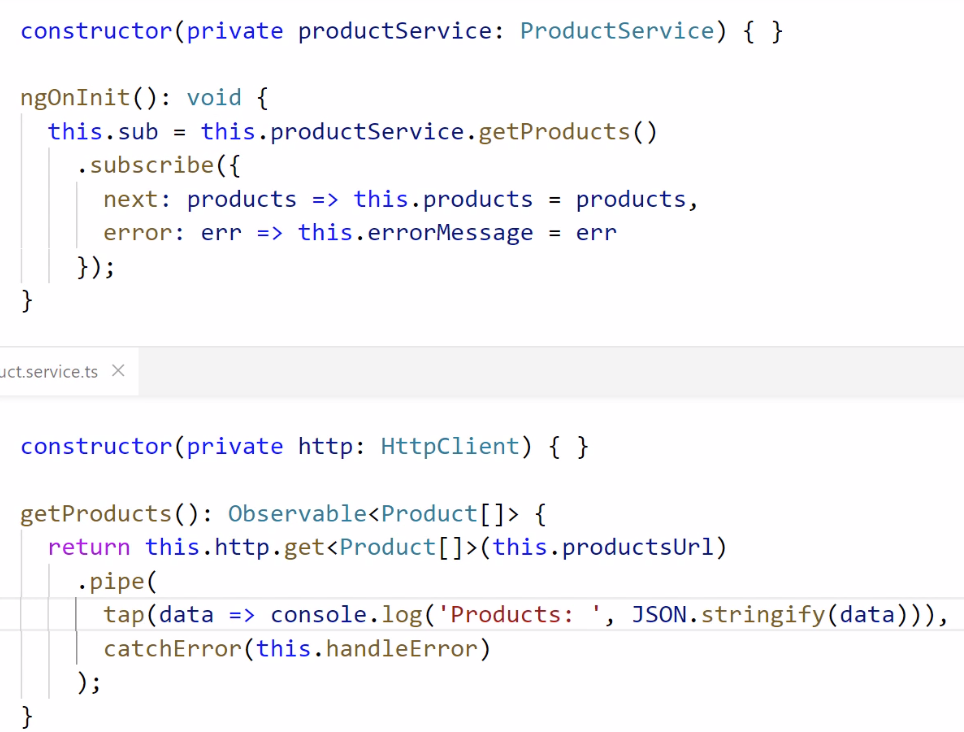 constructor(private productService: ProductService) { }
ngOnInit(): void {
this.sub = this.productService.getProducts()
.subscribe({
next: products => this.products = products,
error: err => this.errorMessage = err
});
}
uct.service.ts ×
constructor(private http: HttpClient) { }
getProducts(): Observable<Product[]> {
return this.http.get<Product[]>(this.productsUrl)
.pipe(
tap(data => console.log('Products: ', JSON.stringify(data))),
catchError(this.handleError)
);
}